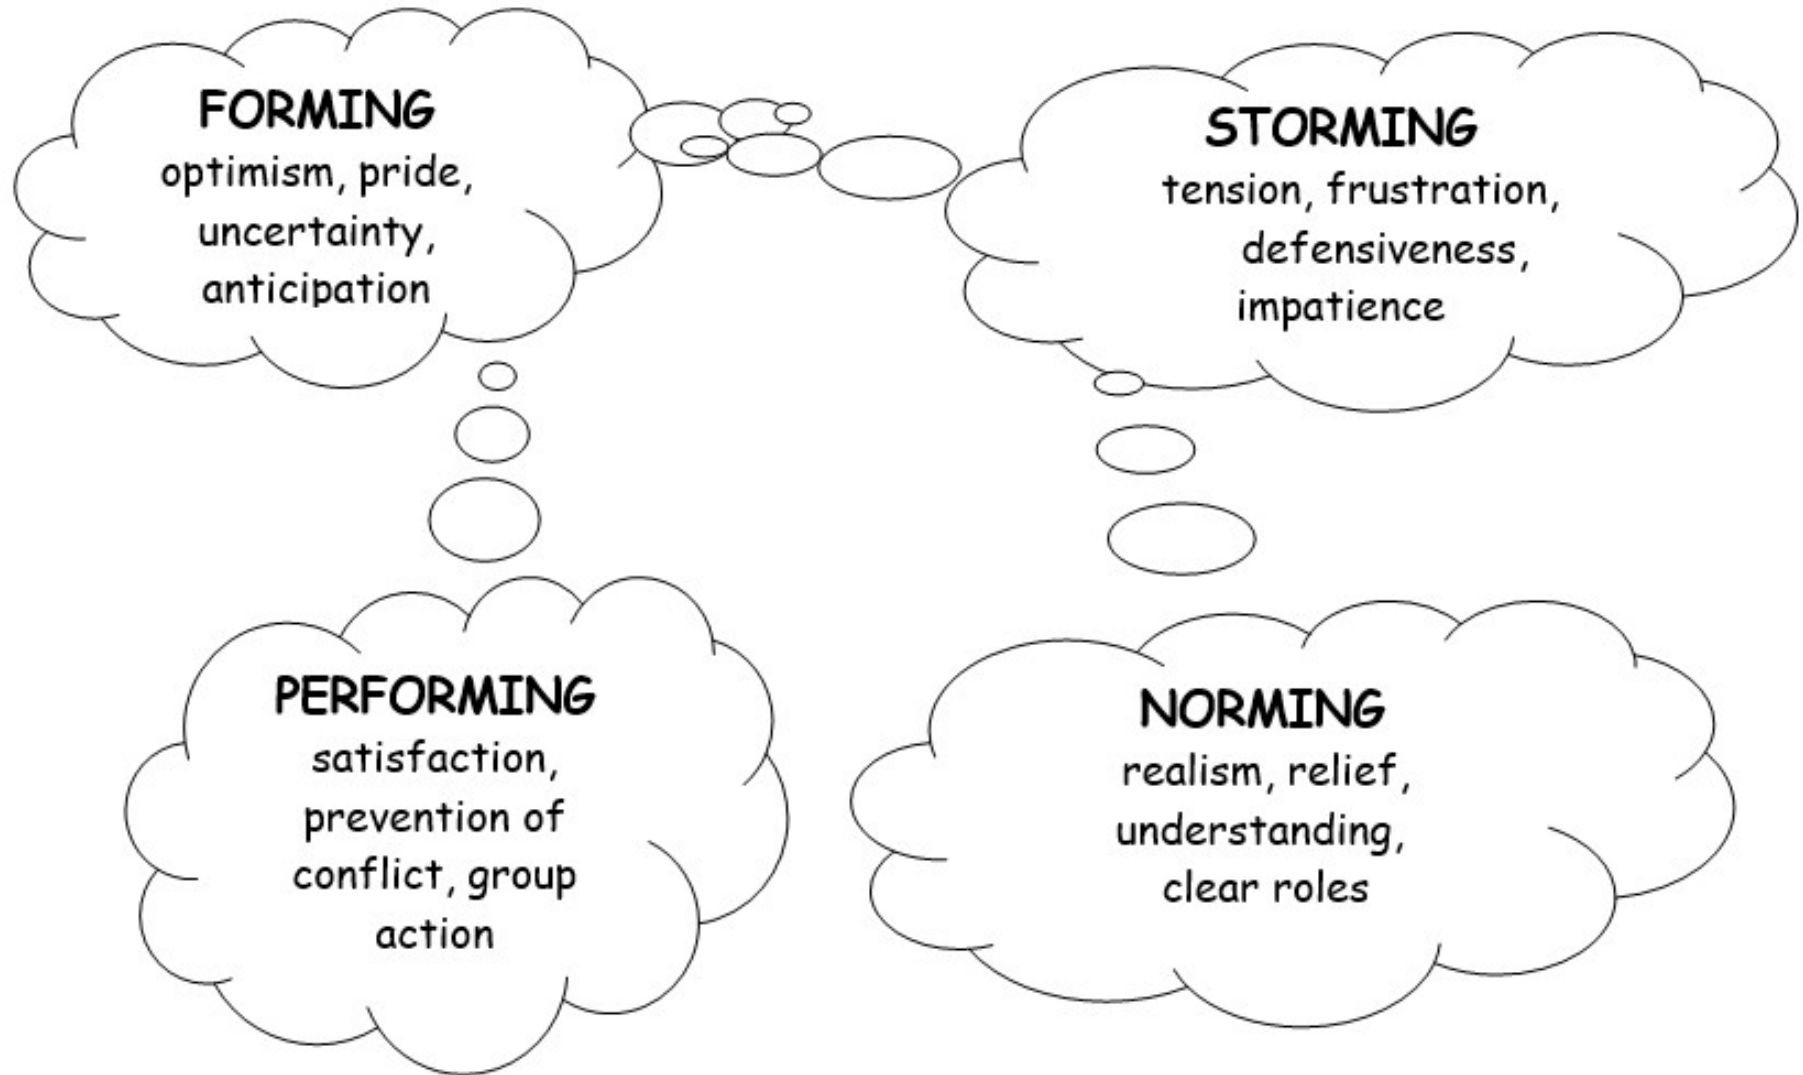 FORMING
optimism, pride,
uncertainty,
anticipation
STORMING
tension, frustration,
defensiveness,
impatience
PERFORMING
satisfaction,
prevention of
conflict, group
action
NORMING
realism, relief,
understanding,
clear roles